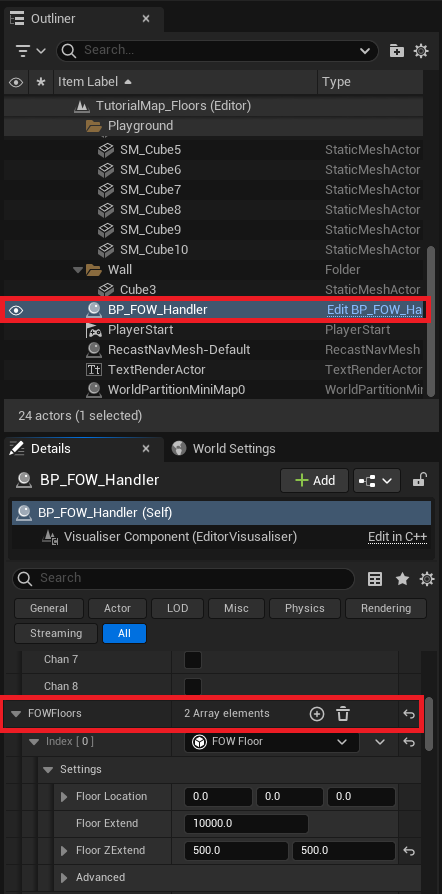 Outliner ×
Search...
* Item Label Type
TutorialMap_Floors (Editor)
Playground
SM_Cube5 StaticMeshActor
SM_Cube6 StaticMeshActor
SM_Cube7 StaticMeshActor
SM_Cube8 StaticMeshActor
SM_Cube9 StaticMeshActor
SM_Cube10 StaticMeshActor
Wall Folder
Cube3 StaticMeshActor
BP_FOW_Handler Edit BP_FOW_Ha
PlayerStart PlayerStart
RecastNavMesh-Default RecastNavMesh
Tt TextRenderActor TextRenderActor
WorldPartitionMiniMap0 WorldPartitionMini
24 actors (1 selected)
Details × World Settings
BP_FOW_Handler + Add
BP_FOW_Handler (Self)
Visualiser Component (EditorVisusaliser) Edit in C++
Search
General Actor LOD Misc Physics Rendering
Streaming All
Chan 7
Chan 8
FOWFloors 2 Array elements
Index [ 0 ] FOW Floor
Settings
Floor Location 0.0 0.0 0.0
Floor Extend 10000.0
Floor ZExtend 500.0 500.0
Advanced